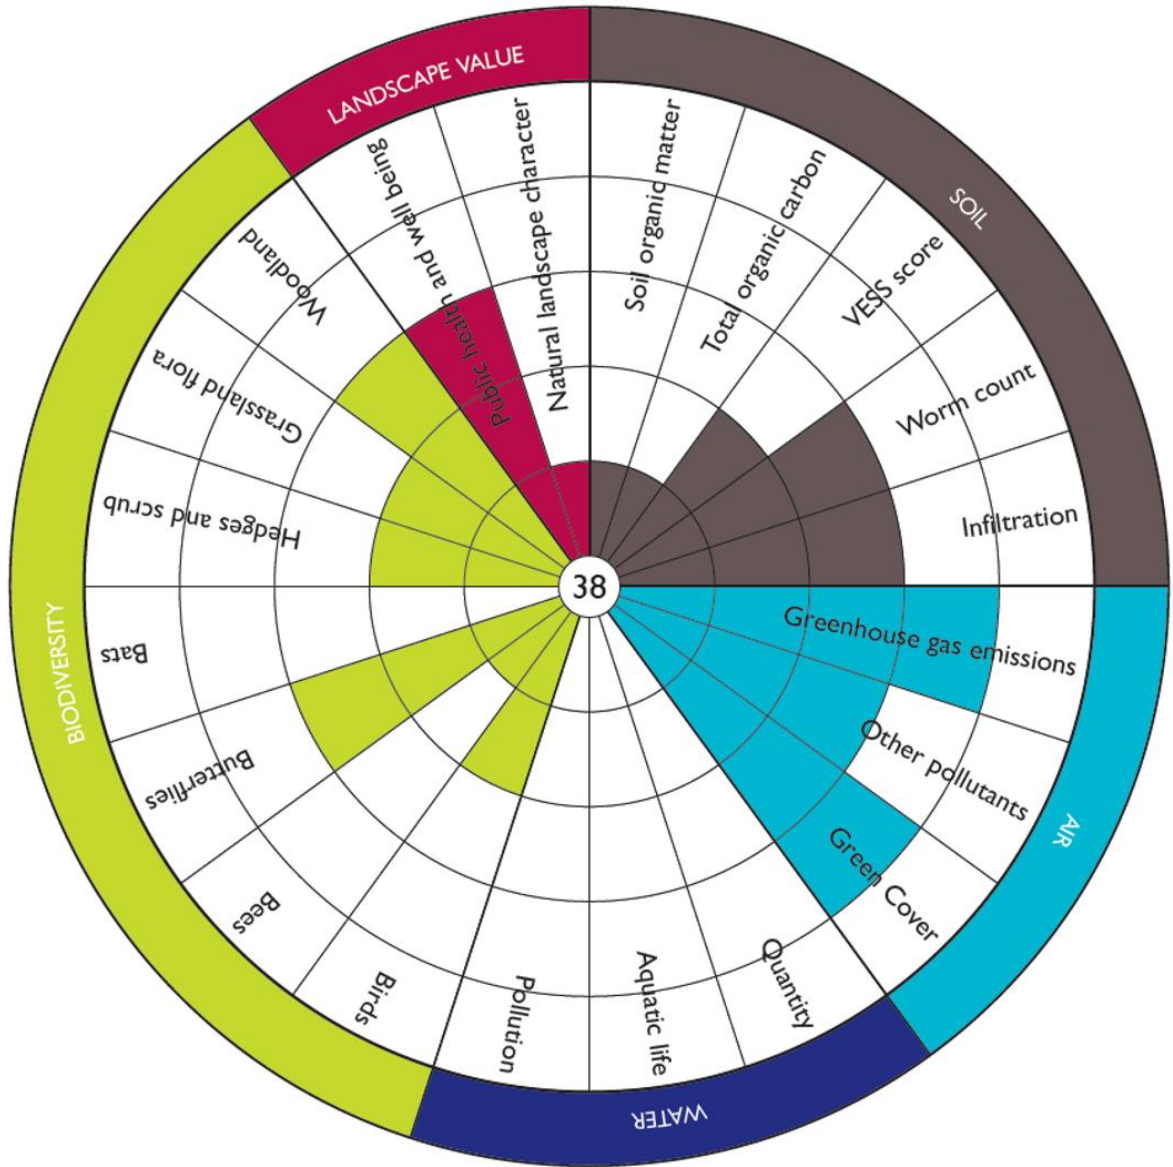 LANDSCAPE VALUE
SOIL
AIR
WATER
BIODIVERSITY
Soil organic matter
Total organic carbon
VESS score
Worm count
Infiltration
Greenhouse gas emissions
Other pollutants
Green Cover
Quantity
Aquatic life
Pollution
Birds
Bees
Butterflies
Bats
Hedges and scrub
Grassland flora
Woodland
Public health and well being
Natural landscape character
38